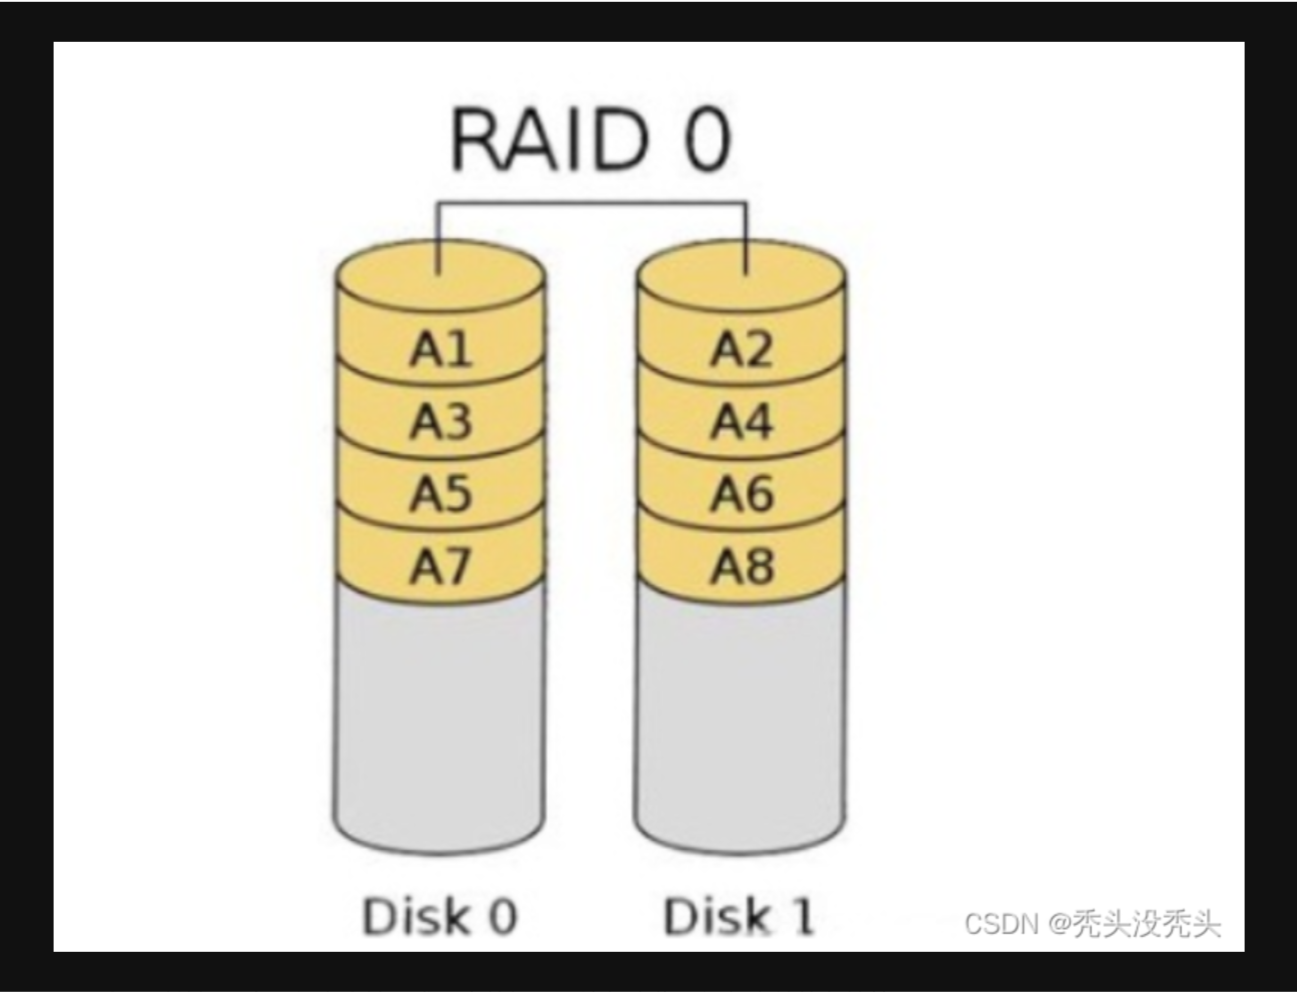 RAID 0
A1 A2
A3 A4
A5 A6
A7 A8
Disk 0 Disk 1
CSDN @秃头没秃头